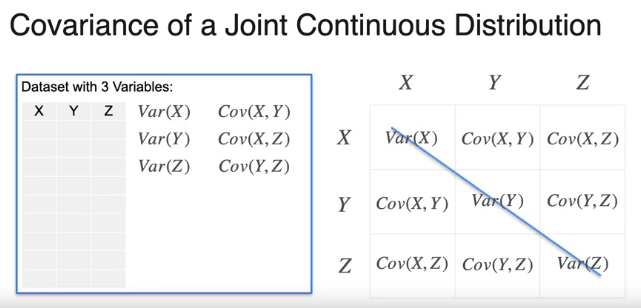 Covariance of a Joint Continuous Distribution
Dataset with 3 Variables:
X Y Z
Var(X) Cov(X, Y)
Var(Y) Cov(X, Z)
Var(Z) Cov(Y, Z)
X Y Z
X Var(X) Cov(X, Y) Cov(X, Z)
Y Cov(X, Y) Var(Y) Cov(Y, Z)
Z Cov(X, Z) Cov(Y, Z) Var(Z)